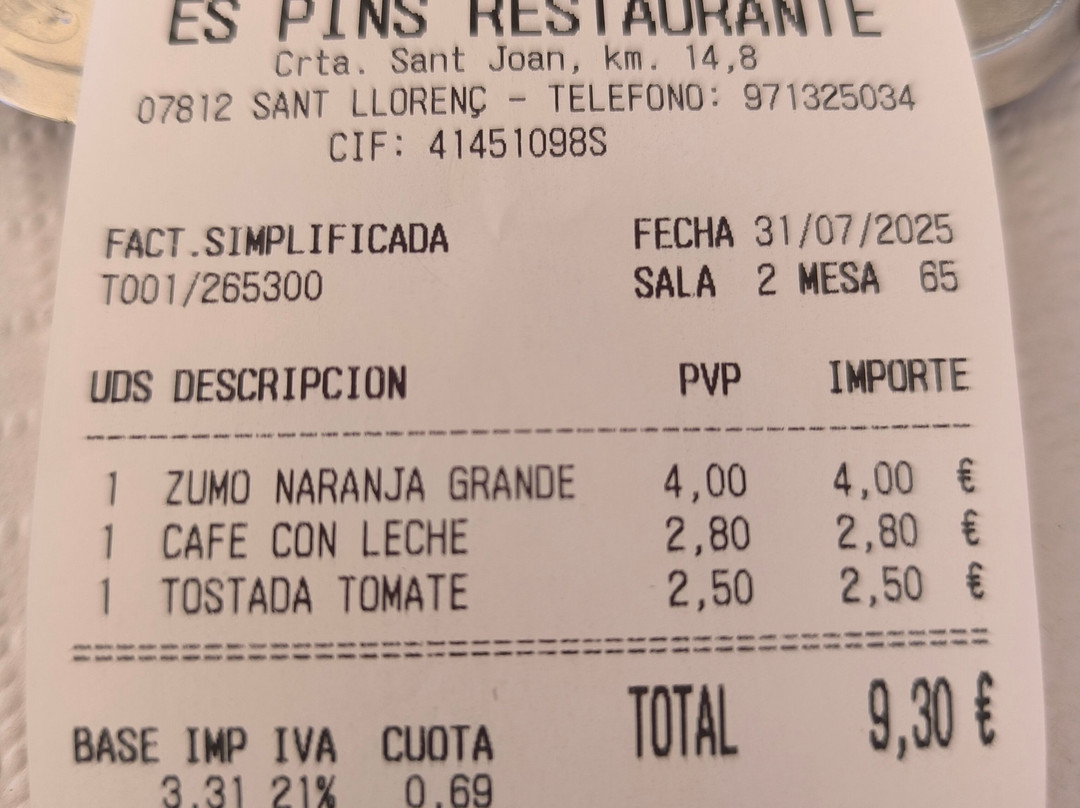 ES PINS RESTAURANTE
Crta. Sant Joan, km. 14,8
07812 SANT LLORENÇ - TELEFONO: 971325034
CIF: 41451098S
FACT.SIMPLIFICADA FECHA 31/07/2025
T001/265300 SALA 2 MESA 65
UDS DESCRIPCION PVP IMPORTE
1 ZUMO NARANJA GRANDE 4,00 4,00 €
1 CAFE CON LECHE 2,80 2,80 €
1 TOSTADA TOMATE 2,50 2,50 €
TOTAL 9,30 €
BASE IMP IVA CUOTA
3.31 21% 0.69